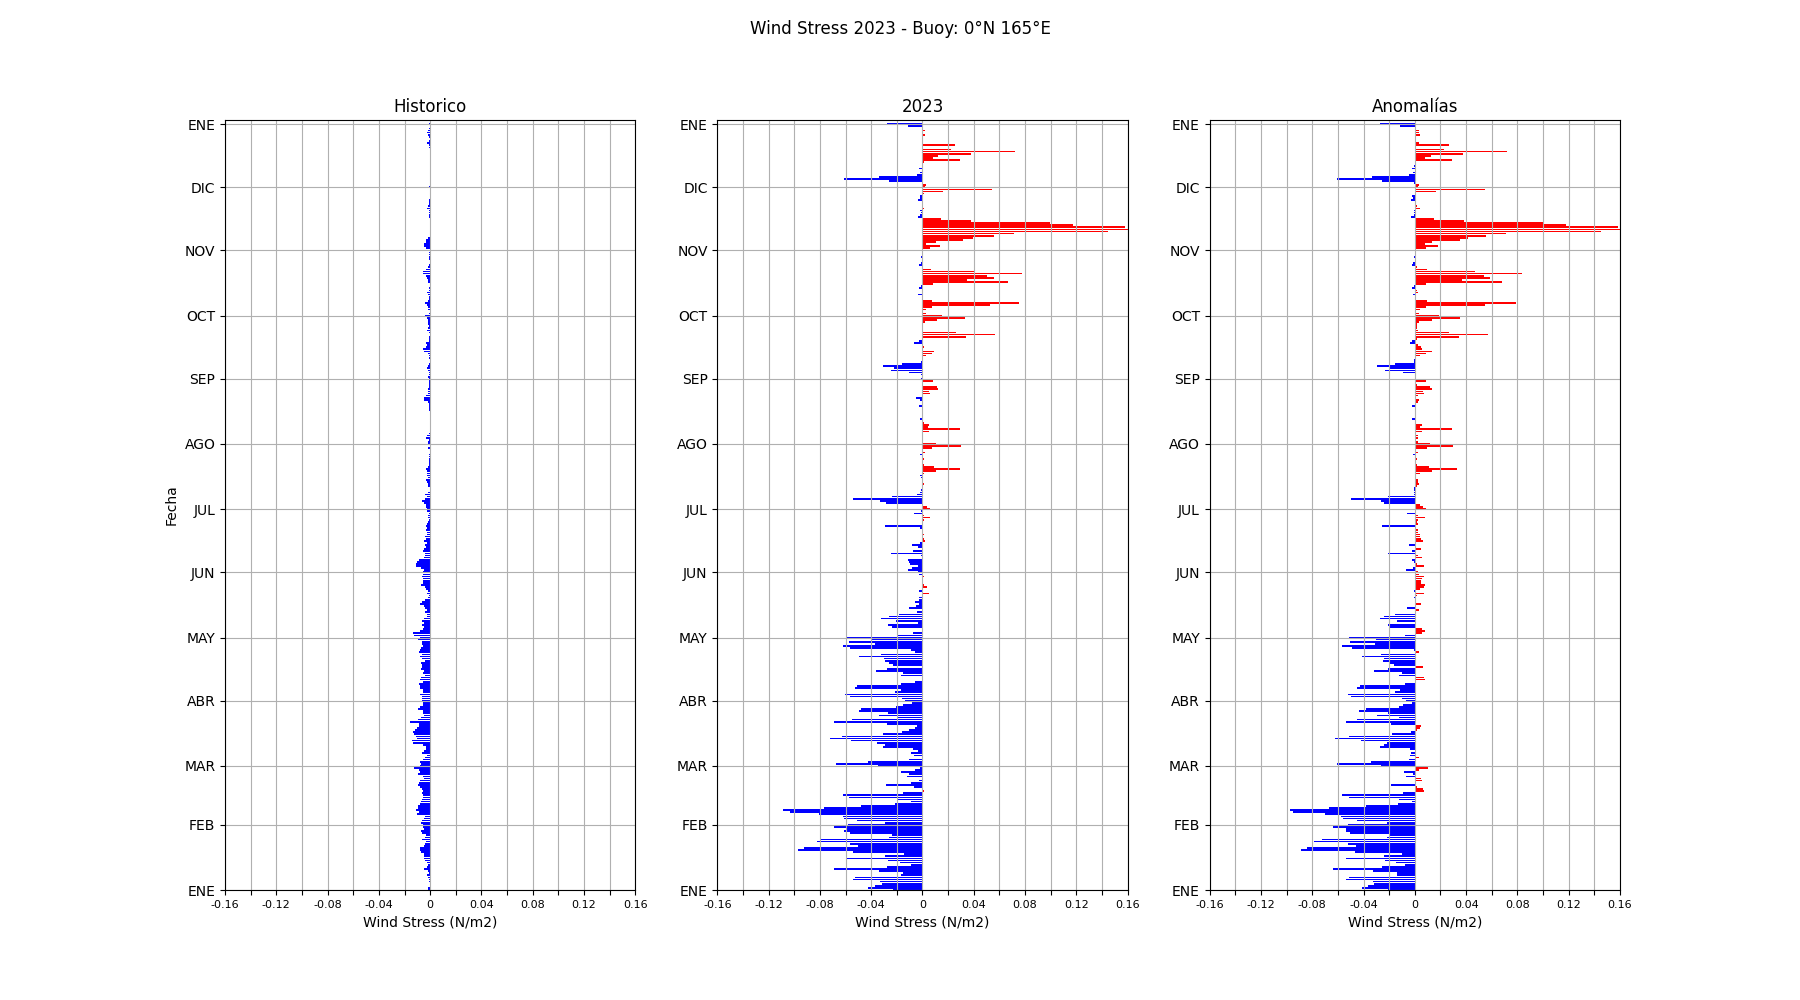 Wind Stress 2023 - Buoy: 0°N 165°E
Historico
2023
Anomalías
ENE
DIC
NOV
OCT
SEP
AGO
JUL
JUN
MAY
ABR
MAR
FEB
ENE
Fecha
-0.16 -0.12 -0.08 -0.04 0 0.04 0.08 0.12 0.16
Wind Stress (N/m2)
ENE
DIC
NOV
OCT
SEP
AGO
JUL
JUN
MAY
ABR
MAR
FEB
ENE
-0.16 -0.12 -0.08 -0.04 0 0.04 0.08 0.12 0.16
Wind Stress (N/m2)
ENE
DIC
NOV
OCT
SEP
AGO
JUL
JUN
MAY
ABR
MAR
FEB
ENE
-0.16 -0.12 -0.08 -0.04 0 0.04 0.08 0.12 0.16
Wind Stress (N/m2)